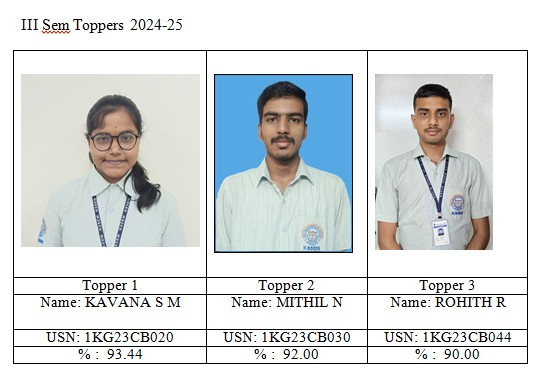 III Sem Toppers 2024-25
Topper 1 Topper 2 Topper 3
Name: KAVANA S M Name: MITHIL N Name: ROHITH R
USN: 1KG23CB020 USN: 1KG23CB030 USN: 1KG23CB044
% : 93.44 % : 92.00 % : 90.00